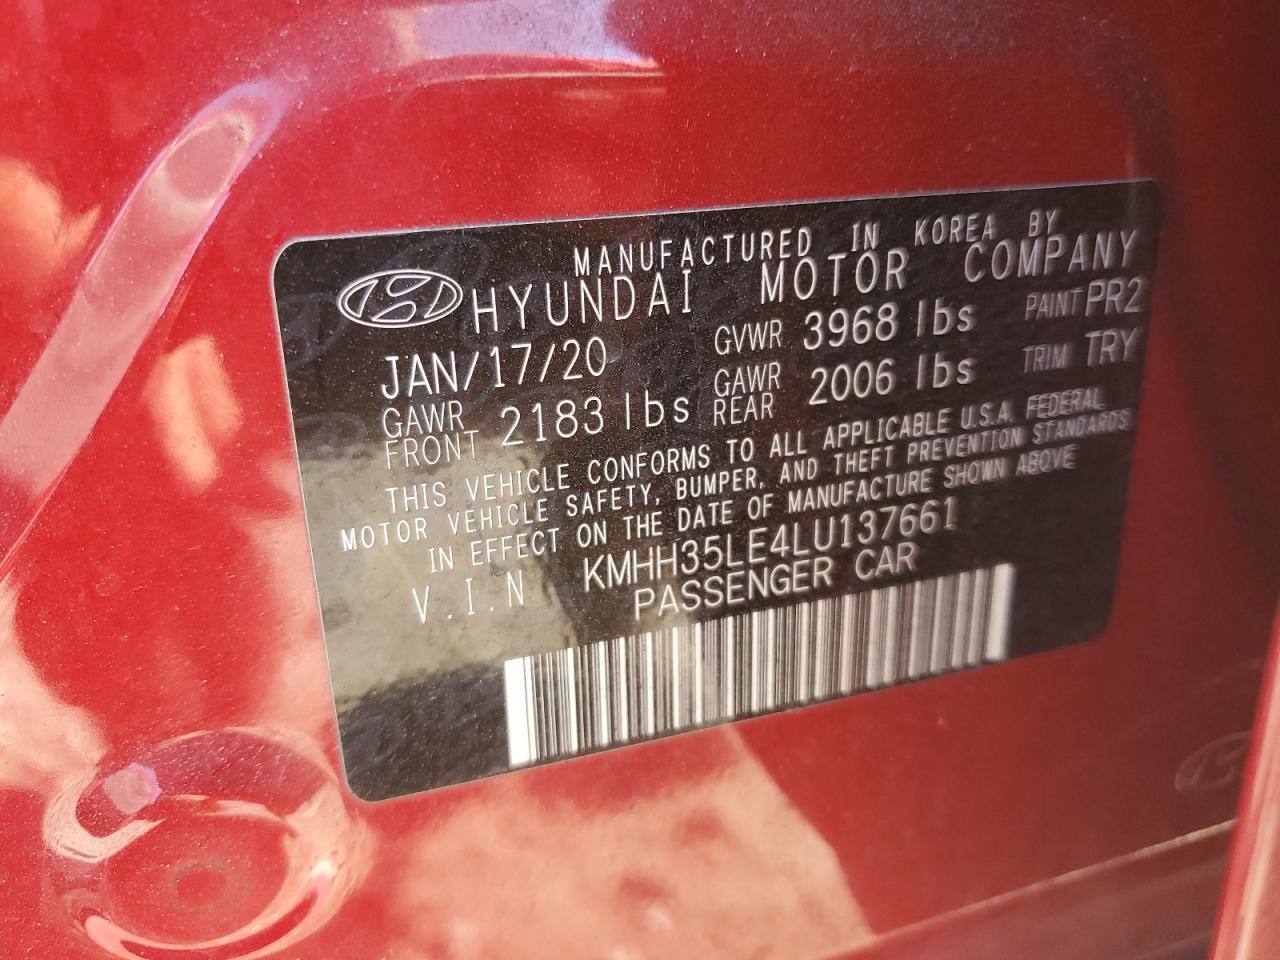 MANUFACTURED IN KOREA BY
HYUNDAI MOTOR COMPANY
JAN/17/20 GVWR 3968 lbs PAINT PR2
GAWR FRONT 2183 lbs GAWR REAR 2006 lbs TRIM TRY
THIS VEHICLE CONFORMS TO ALL APPLICABLE U.S.A. FEDERAL
MOTOR VEHICLE SAFETY, BUMPER, AND THEFT PREVENTION STANDARDS
IN EFFECT ON THE DATE OF MANUFACTURE SHOWN ABOVE
V.I.N KMHH35LE4LU137661
PASSENGER CAR